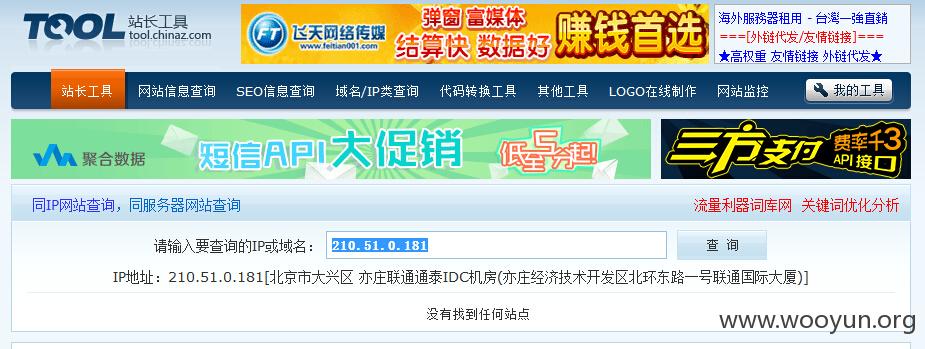 TOOL 站长工具
tool.chinaz.com
FT 飞天网络传媒
www.feitian001.com
弹窗 富媒体
结算快 数据好
赚钱首选
海外服務器租用 - 台灣一強直銷
===[外链代发/友情链接]===
★高权重 友情链接 外链代发★
站长工具 网站信息查询 SEO信息查询 域名/IP类查询 代码转换工具 其他工具 LOGO在线制作 网站监控 我的工具
聚合数据 短信API大促销 低至5分起!
三方支付 费率千3
API接口
同IP网站查询，同服务器网站查询 流量利器词库网 关键词优化分析
请输入要查询的IP或域名： 210.51.0.181 查 询
IP地址：210.51.0.181[北京市大兴区 亦庄联通通泰IDC机房(亦庄经济技术开发区北环东路一号联通国际大厦)]
没有找到任何站点
www.wooyun.org